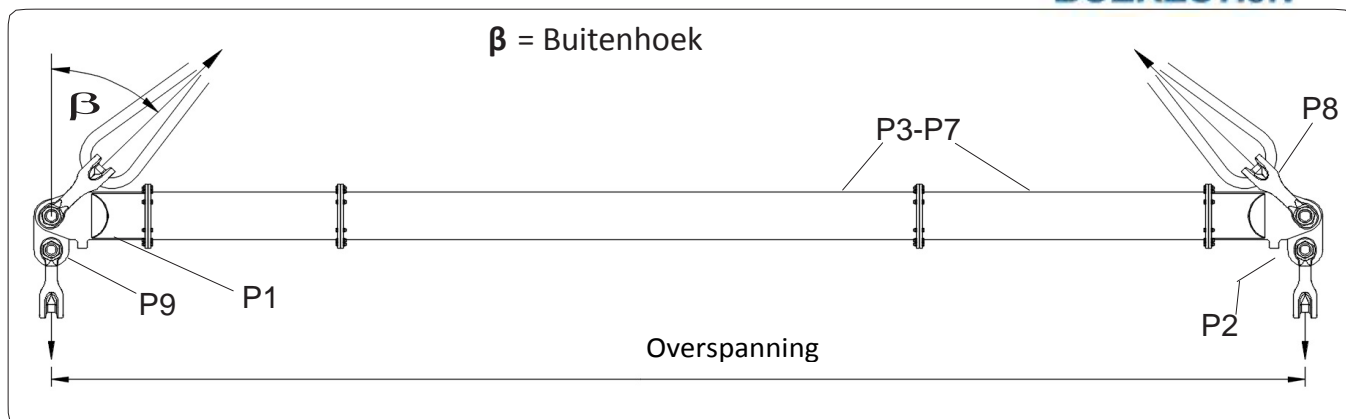 β = Buitenhoek
β
P8
P3-P7
P9
P1
P2
Overspanning